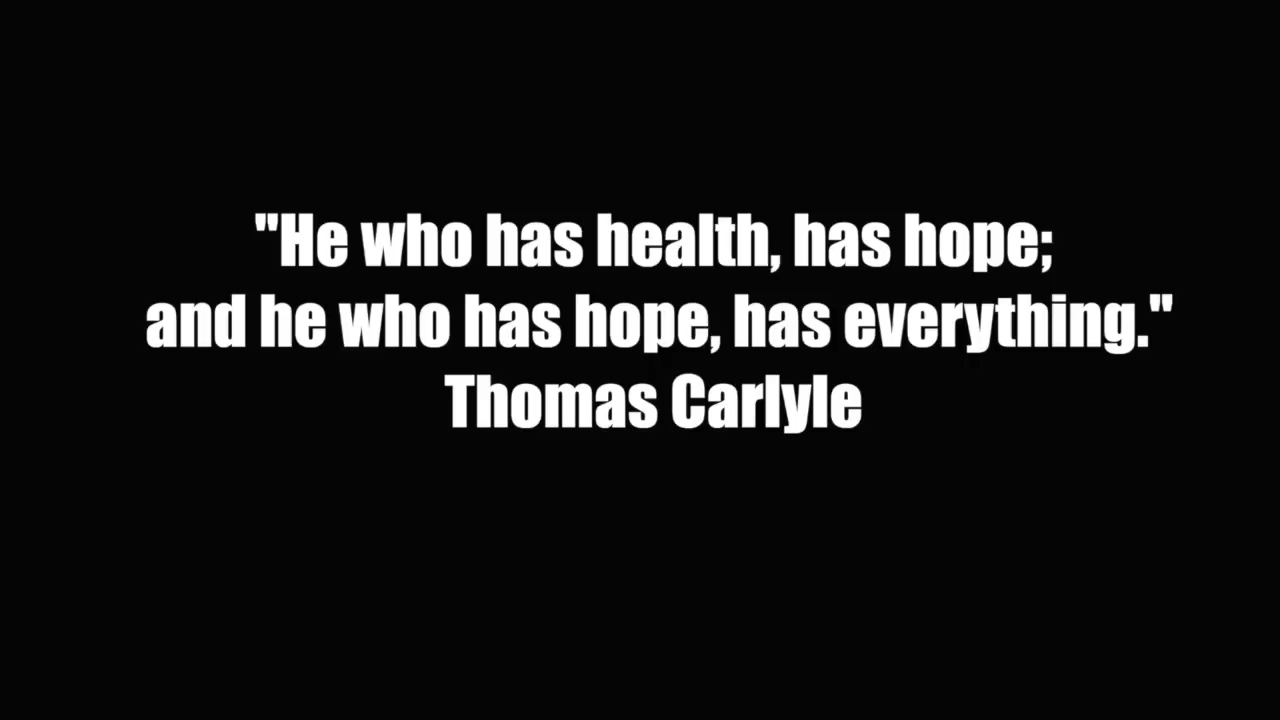 "He who has health, has hope;
and he who has hope, has everything."
Thomas Carlyle